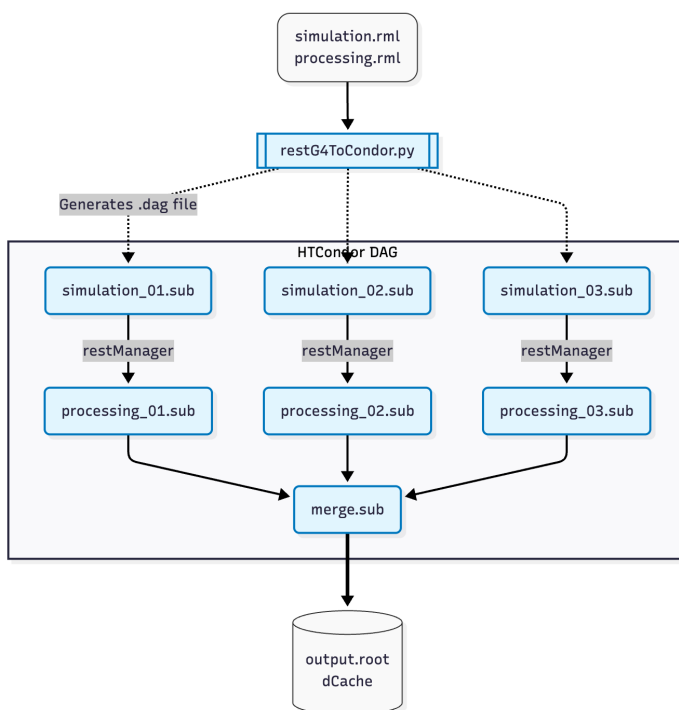 simulation.rml
processing.rml
restG4ToCondor.py
Generates .dag file
HTCondor DAG
simulation_01.sub
simulation_02.sub
simulation_03.sub
restManager
restManager
restManager
processing_01.sub
processing_02.sub
processing_03.sub
merge.sub
output.root
dCache